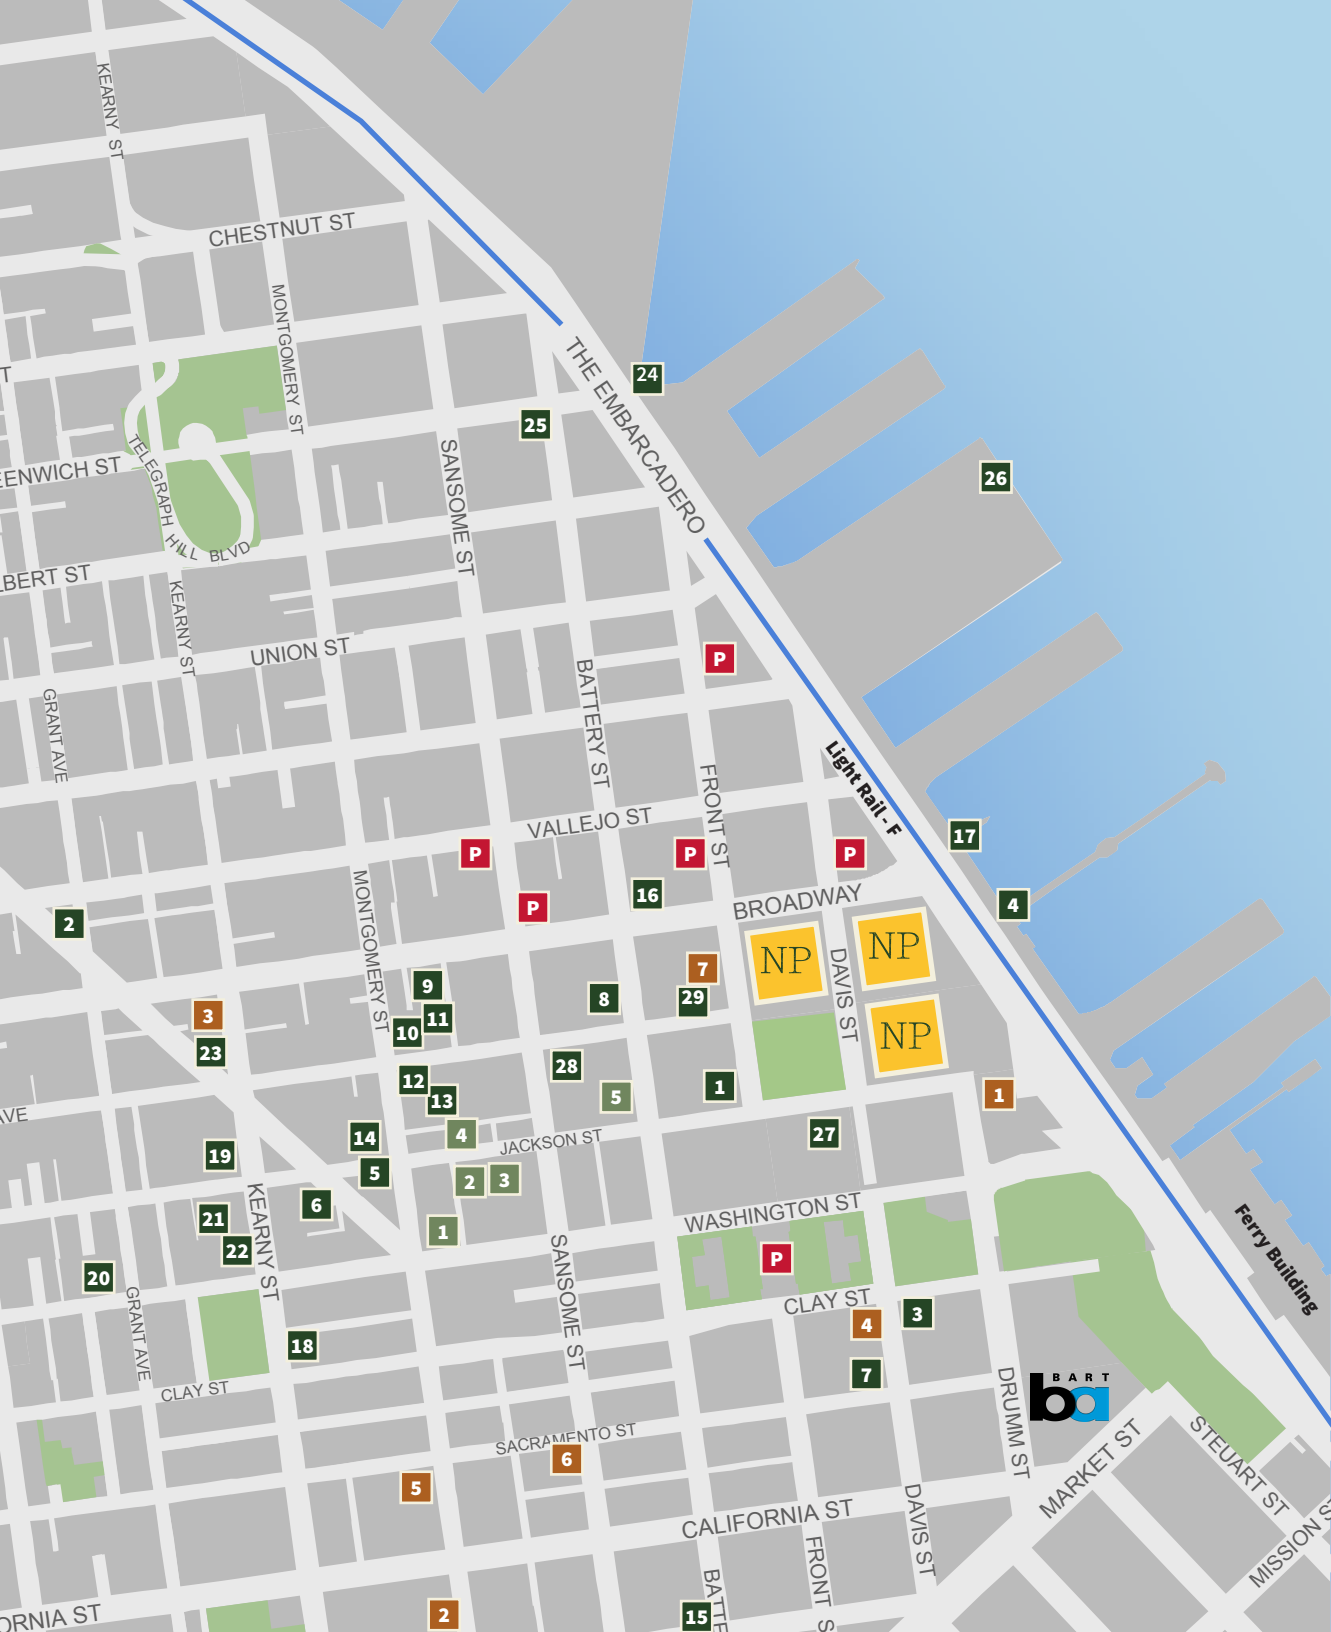 KEARNY ST
CHESTNUT ST
MONTGOMERY ST
T
THE EMBARCADERO
24
25
TELEGRAPH HILL BLVD
ENWICH ST
SANSOME ST
26
BERT ST
KEARNY ST
UNION ST
P
BATTERY ST
GRANT AVE
Light Rail - F
FRONT ST
VALLEJO ST
17
P
P
P
MONTGOMERY ST
16
BROADWAY
4
P
2
NP
NP
DAVIS ST
7
9
8
29
3
11
10
NP
23
28
12
1
5
1
13
AVE
4
27
14
JACKSON ST
19
5
2
3
6
KEARNY ST
WASHINGTON ST
21
1
22
Ferry Building
SANSOME ST
P
20
GRANT AVE
CLAY ST
3
4
18
7
BART
ba
CLAY ST
DRUMM ST
MARKET ST
STEUART ST
SACRAMENTO ST
6
5
CALIFORNIA ST
DAVIS ST
MISSION S
FRONT S
BATTE
2
15
ORNIA ST